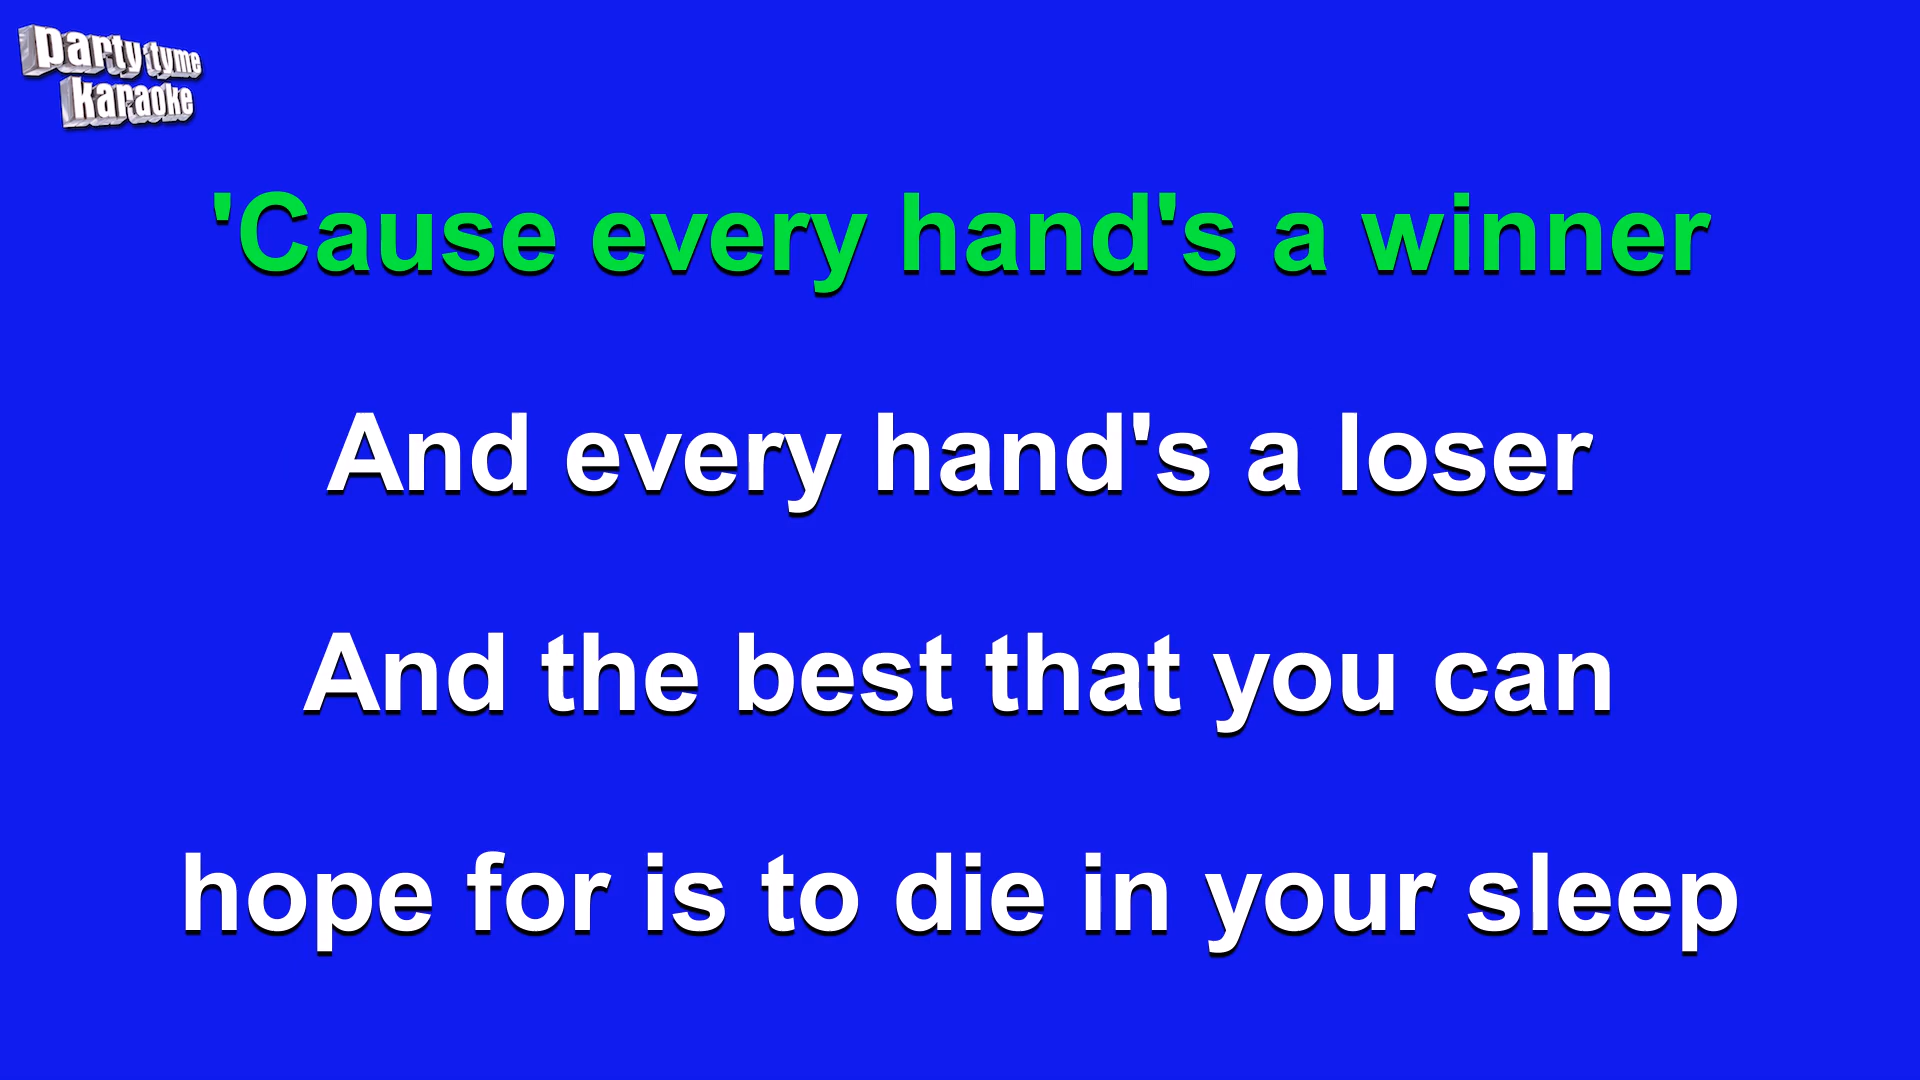 party tyme
karaoke
'Cause every hand's a winner
And every hand's a loser
And the best that you can
hope for is to die in your sleep